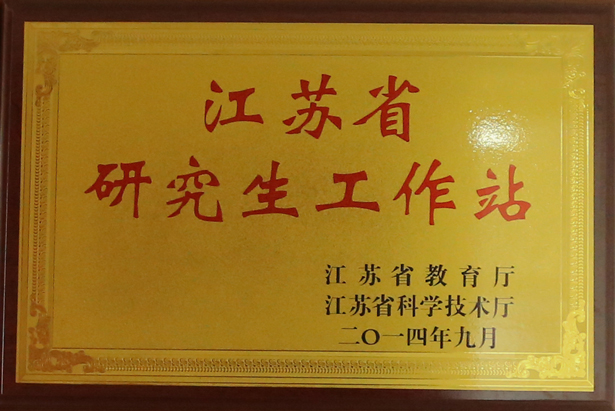 江苏省
研究生工作站
江苏省教育厅
江苏省科学技术厅
二〇一四年九月